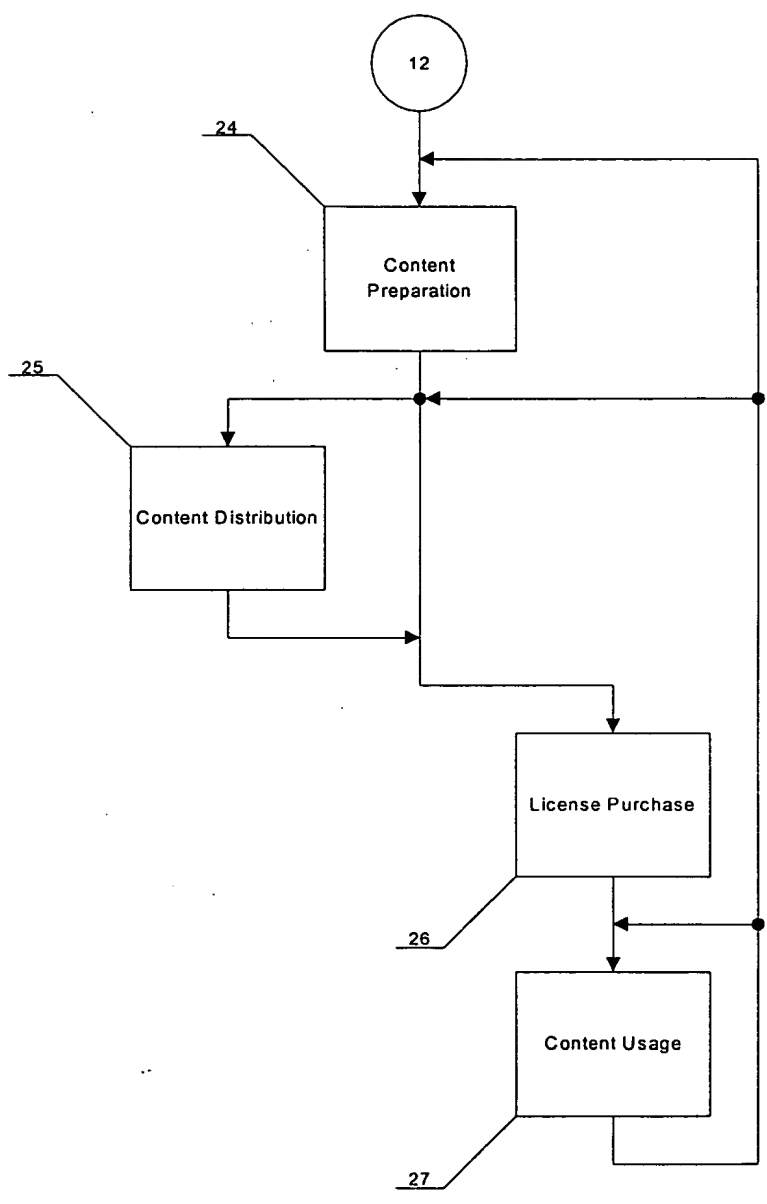 12
24
Content
Preparation
25
Content Distribution
License Purchase
26
Content Usage
27